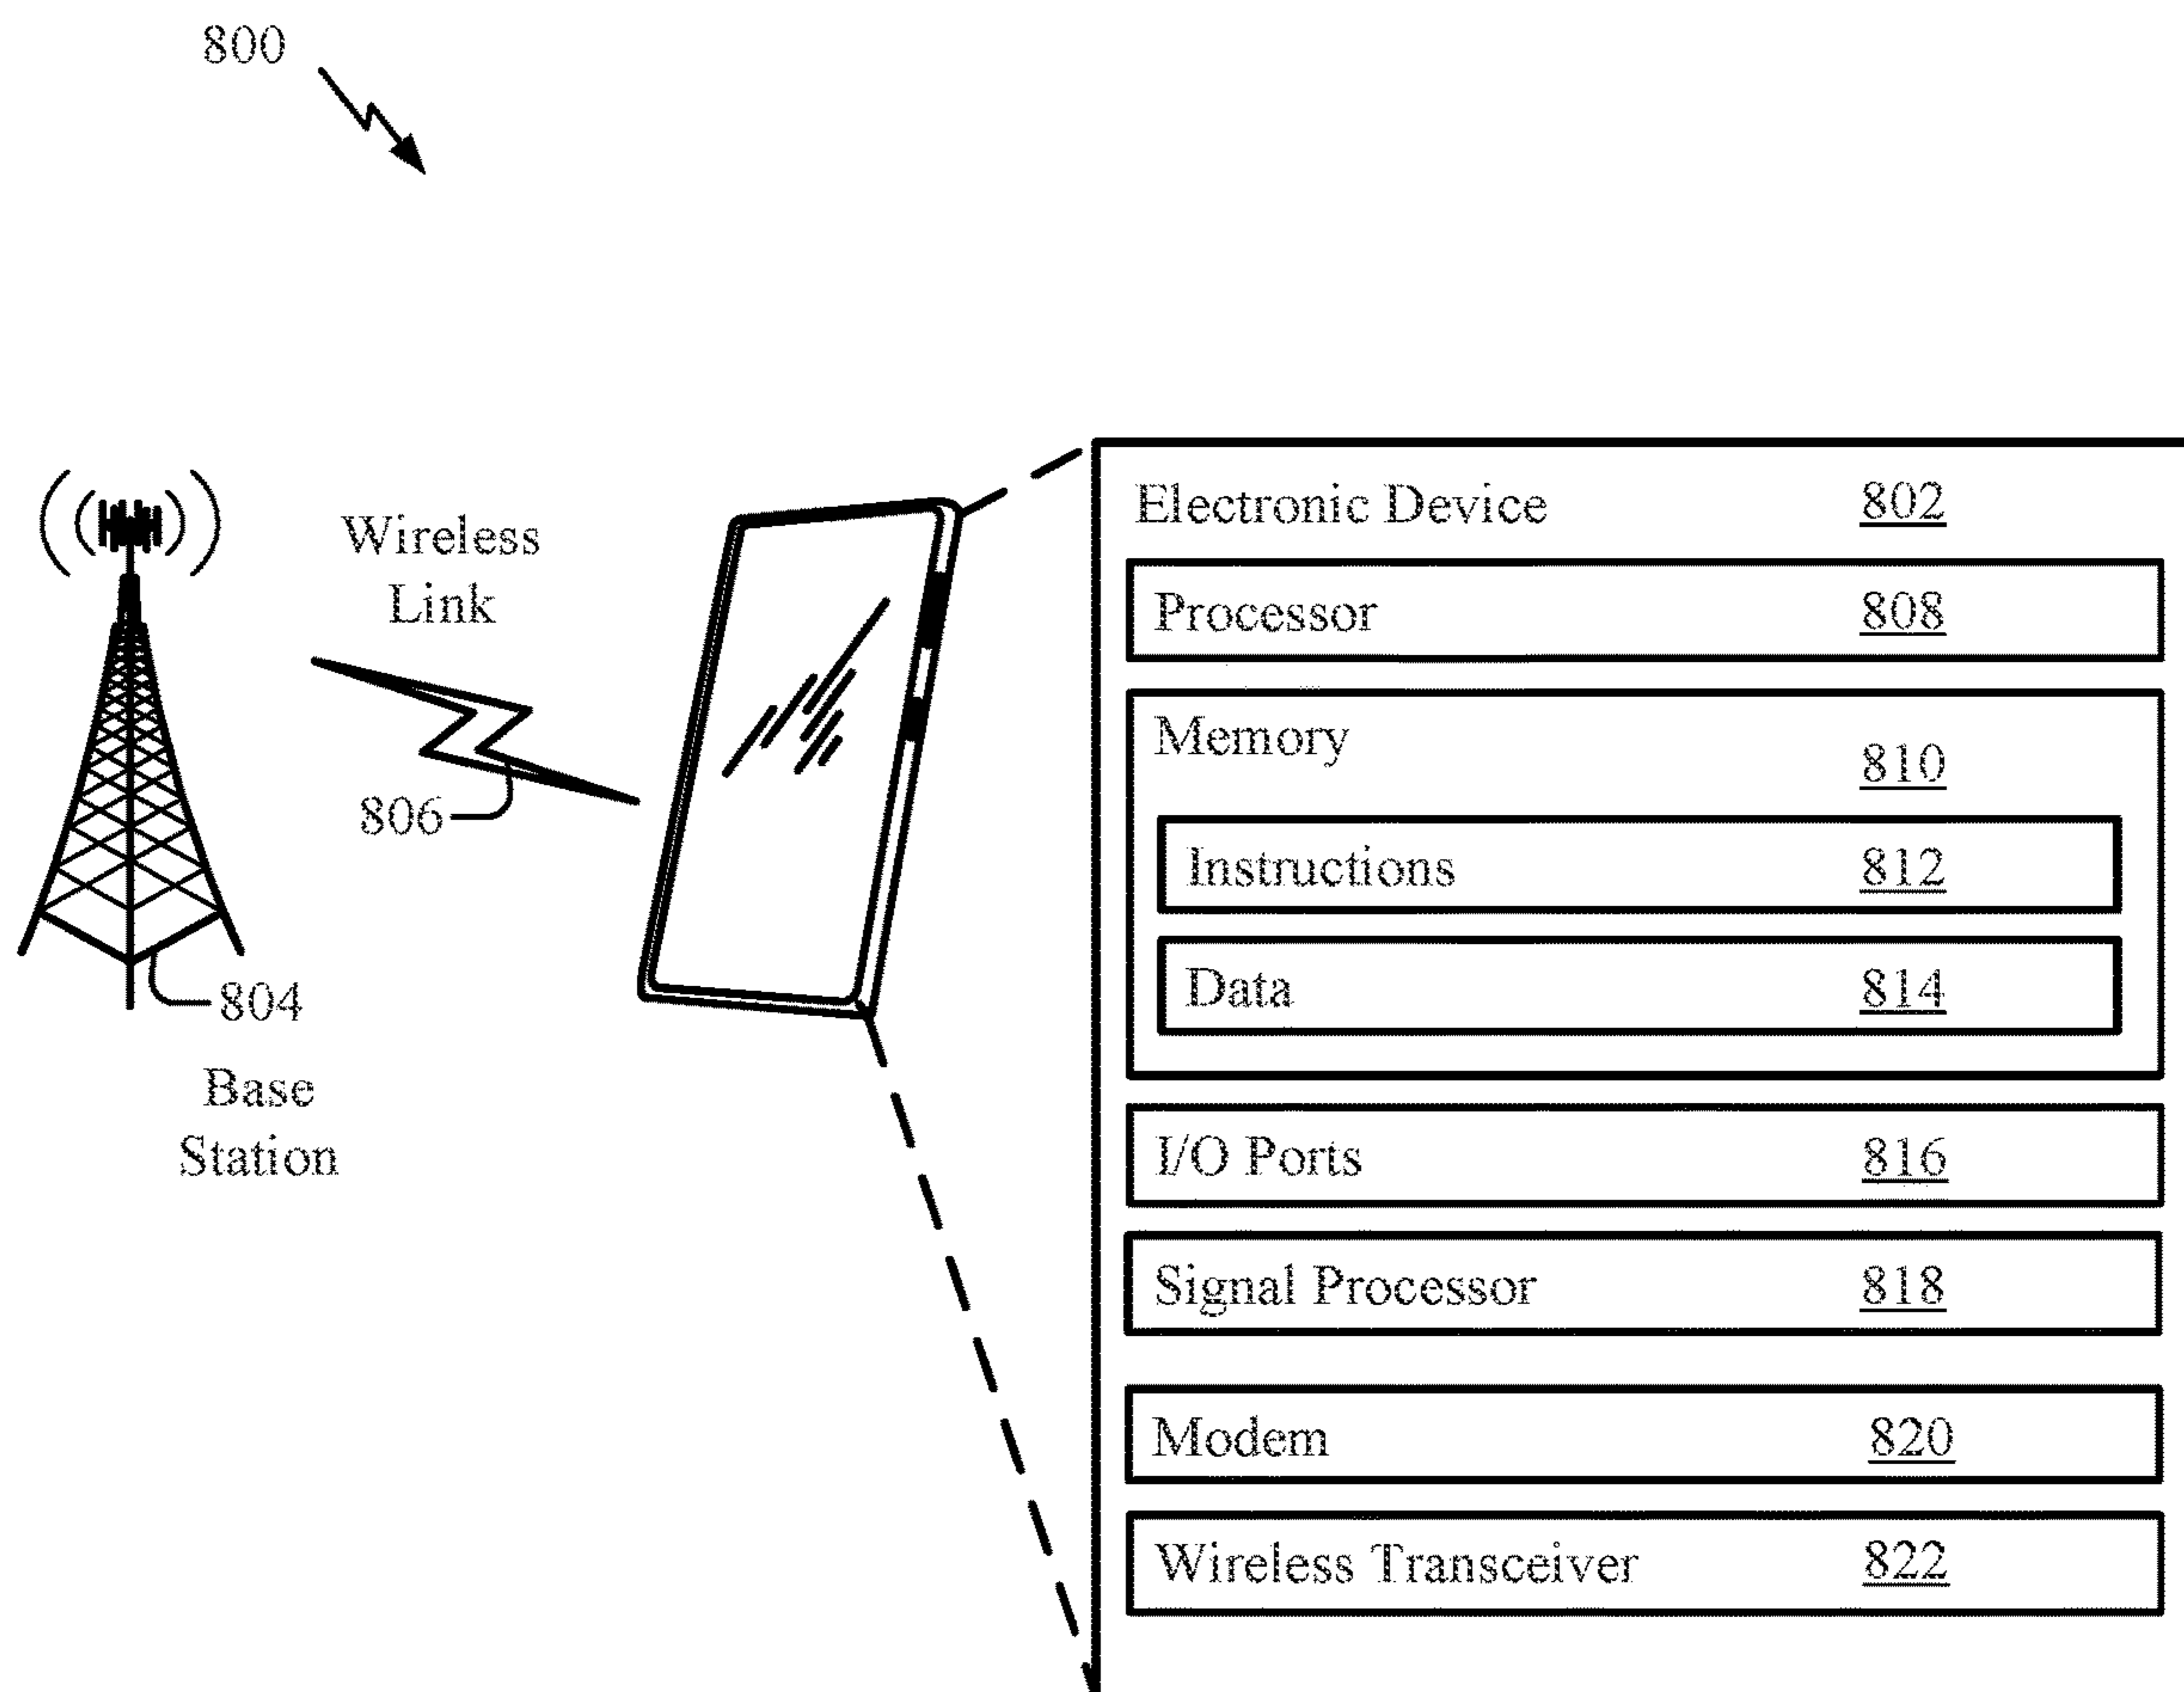 800
Wireless
Link
806
804
Base
Station
Electronic Device 802
Processor 808
Memory 810
Instructions 812
Data 814
I/O Ports 816
Signal Processor 818
Modem 820
Wireless Transceiver 822